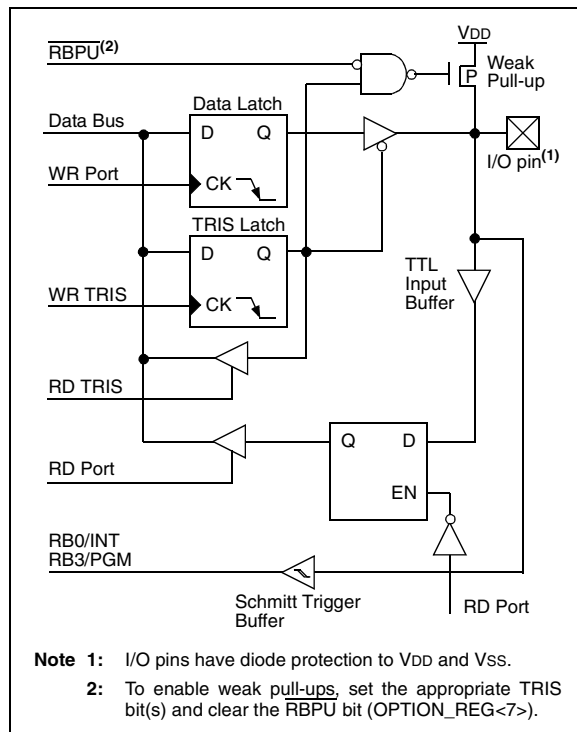 VDD
RBPU(2)
Weak
P
Pull-up
Data Latch
Data Bus
D Q
I/O pin(1)
WR Port
CK
TRIS Latch
D Q
TTL
Input
Buffer
WR TRIS
CK
RD TRIS
Q D
RD Port
EN
RB0/INT
RB3/PGM
Schmitt Trigger
Buffer
RD Port
Note 1: I/O pins have diode protection to VDD and VSS.
2: To enable weak pull-ups, set the appropriate TRIS
bit(s) and clear the RBPU bit (OPTION_REG<7>).